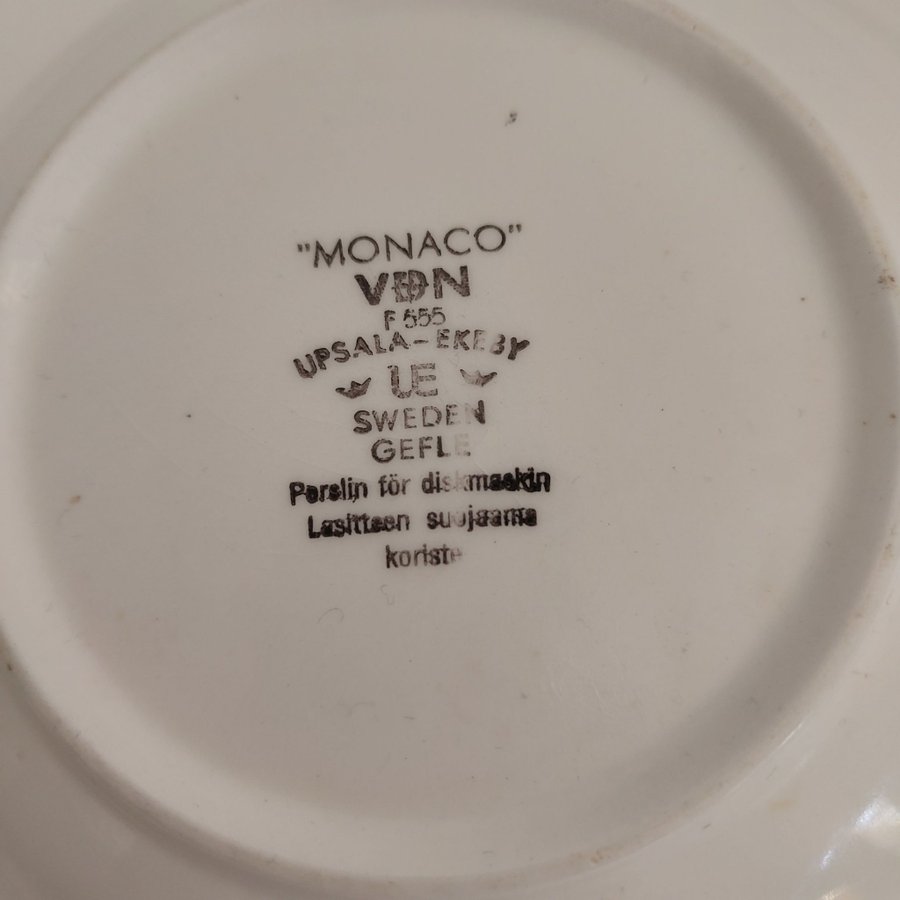 "MONACO"
VDN
F 555
UPSALA-EKEBY
UE
SWEDEN
GEFLE
Porslin för diskmaskin
Lasitteen suojaama
koriste